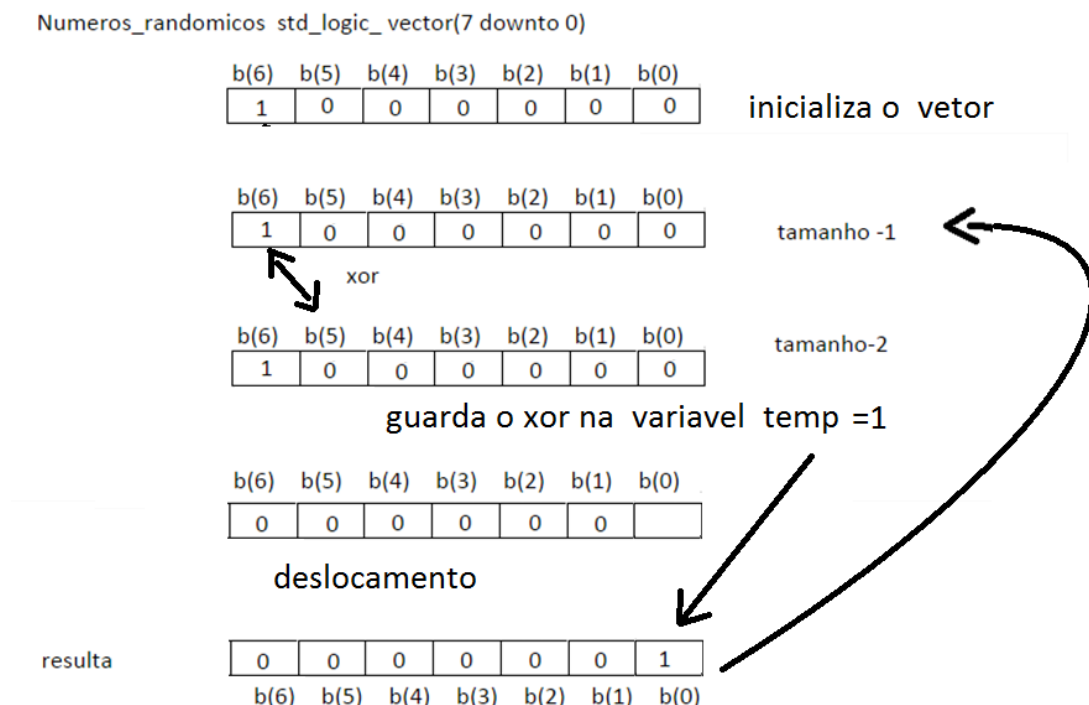 Numeros_randomicos std_logic_ vector(7 downto 0)
b(6) b(5) b(4) b(3) b(2) b(1) b(0)
1 0 0 0 0 0 0 inicializa o vetor
b(6) b(5) b(4) b(3) b(2) b(1) b(0)
1 0 0 0 0 0 0 tamanho -1
xor
b(6) b(5) b(4) b(3) b(2) b(1) b(0) tamanho-2
1 0 0 0 0 0 0
guarda o xor na variavel temp =1
b(6) b(5) b(4) b(3) b(2) b(1) b(0)
0 0 0 0 0 0
deslocamento
resulta 0 0 0 0 0 0 1
b(6) b(5) b(4) b(3) b(2) b(1) b(0)